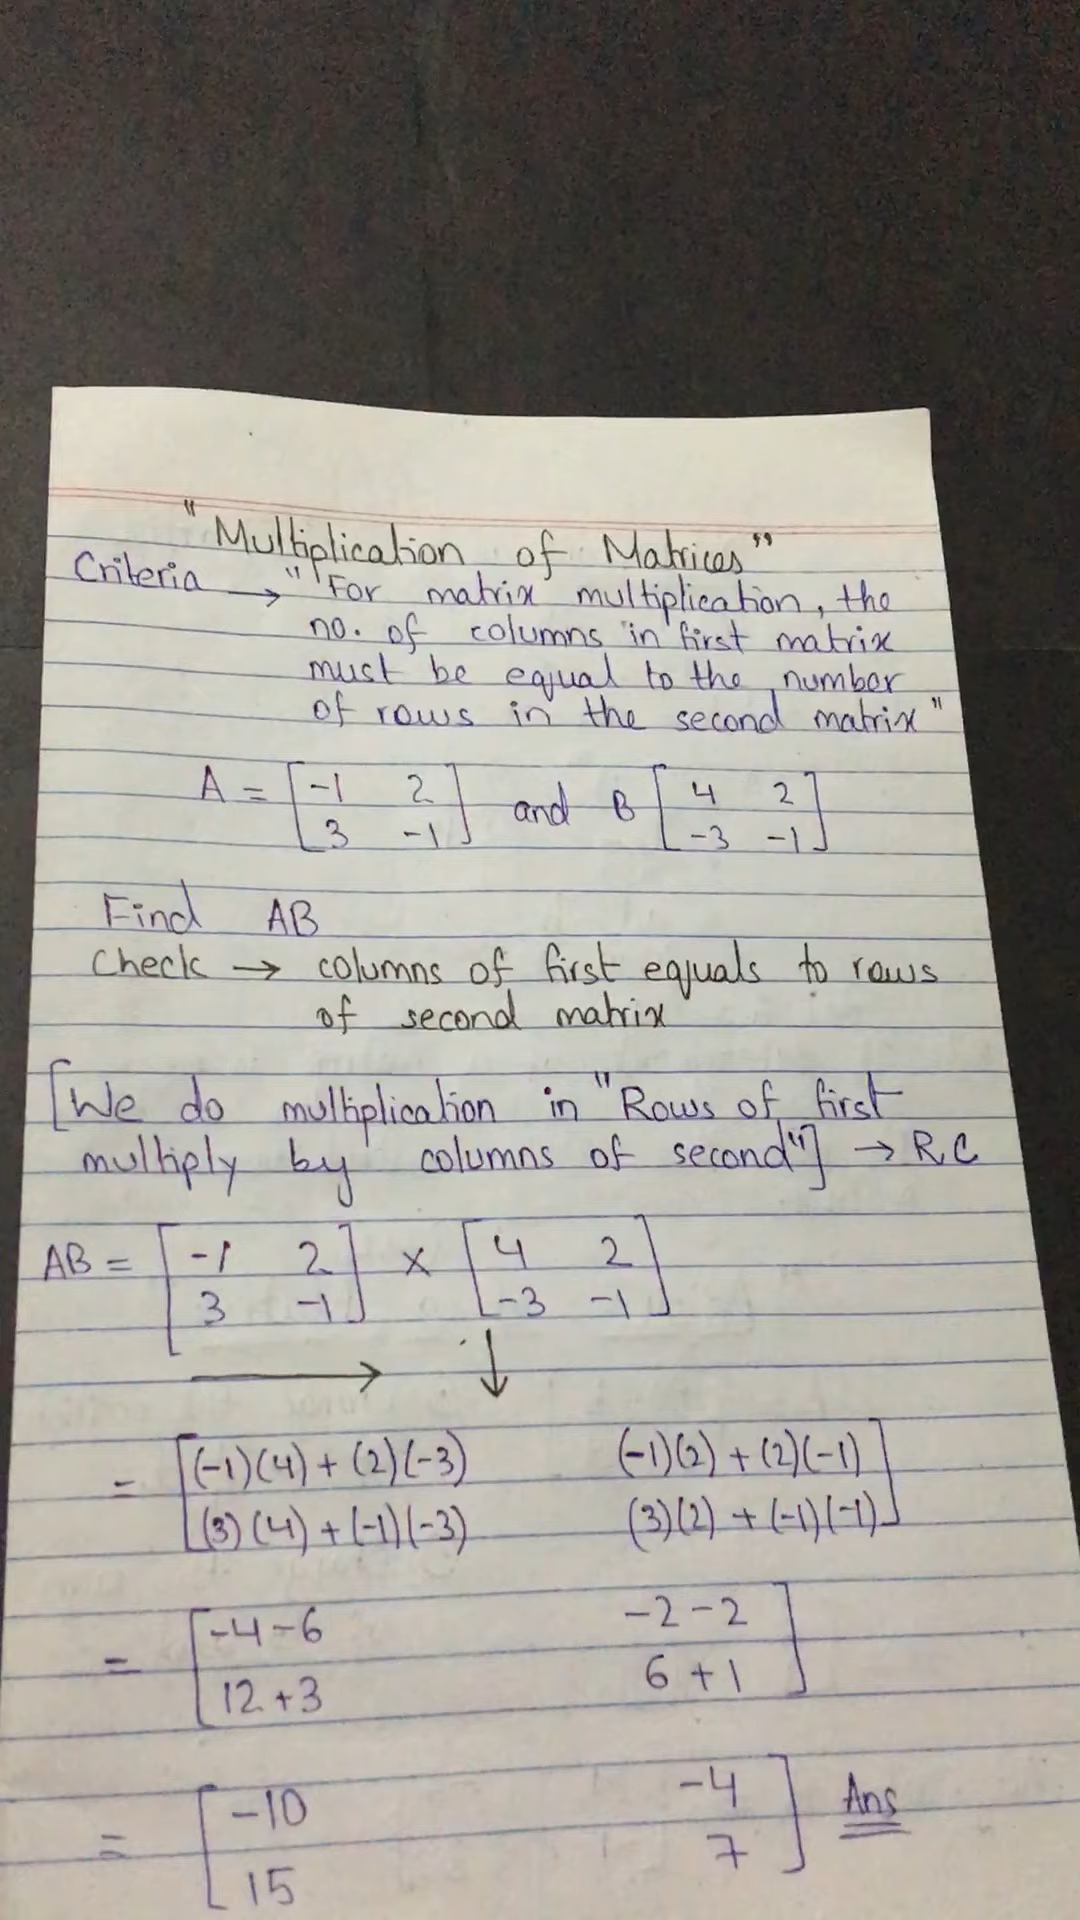 "Multiplication of Matrices"
Criteria → "For matrix multiplication, the
no. of columns in first matrix
must be equal to the number
of rows in the second matrix"
A = [-1 2
3 -1] and B [4 2
-3 -1]
Find AB
Check → columns of first equals to rows
of second matrix
[We do multiplication in "Rows of first
multiply by columns of second"] → RC
AB = [-1 2
3 -1] × [4 2
-3 -1]
→ ↓
= [(-1)(4) + (2)(-3) (-1)(2) + (2)(-1)
(3)(4) + (-1)(-3) (3)(2) + (-1)(-1)]
= [-4-6 -2-2
12+3 6+1]
= [-10 -4
15 7] Ans